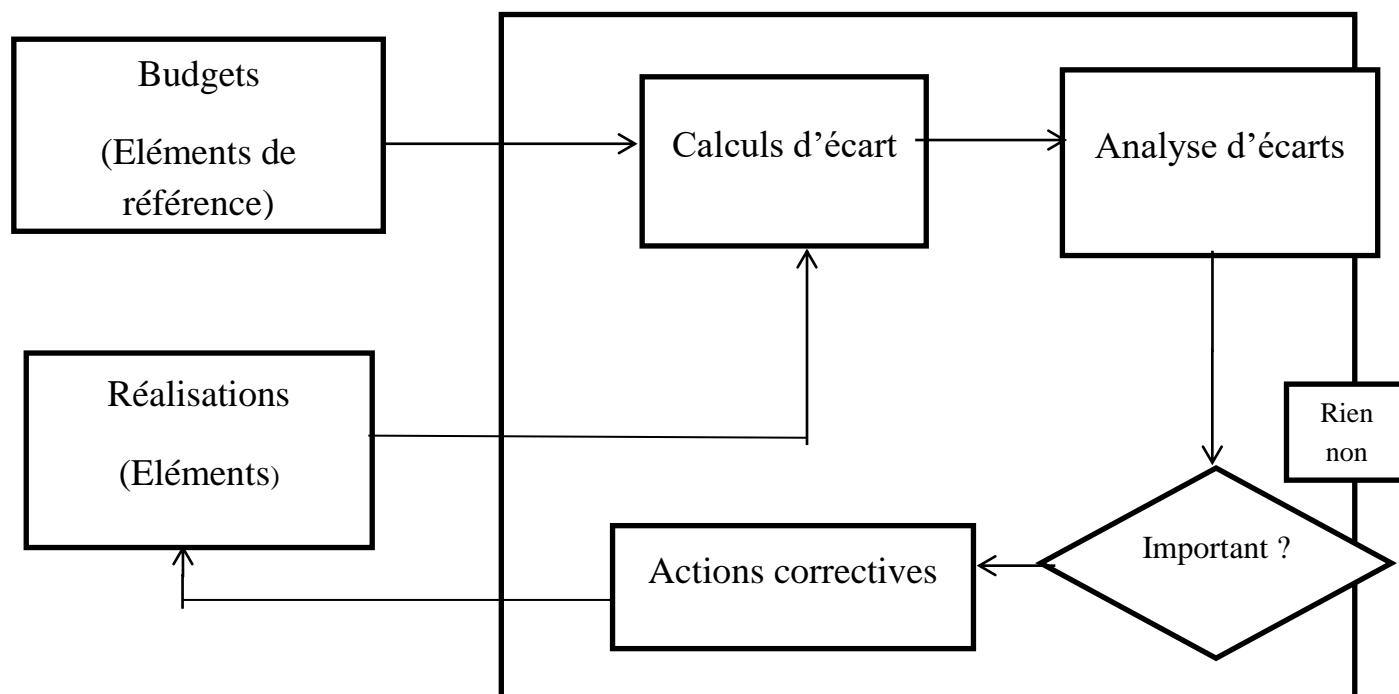 Budgets
(Eléments de
référence)
Calculs d’écart
Analyse d’écarts
Réalisations
(Eléments)
Rien
non
Important ?
Actions correctives